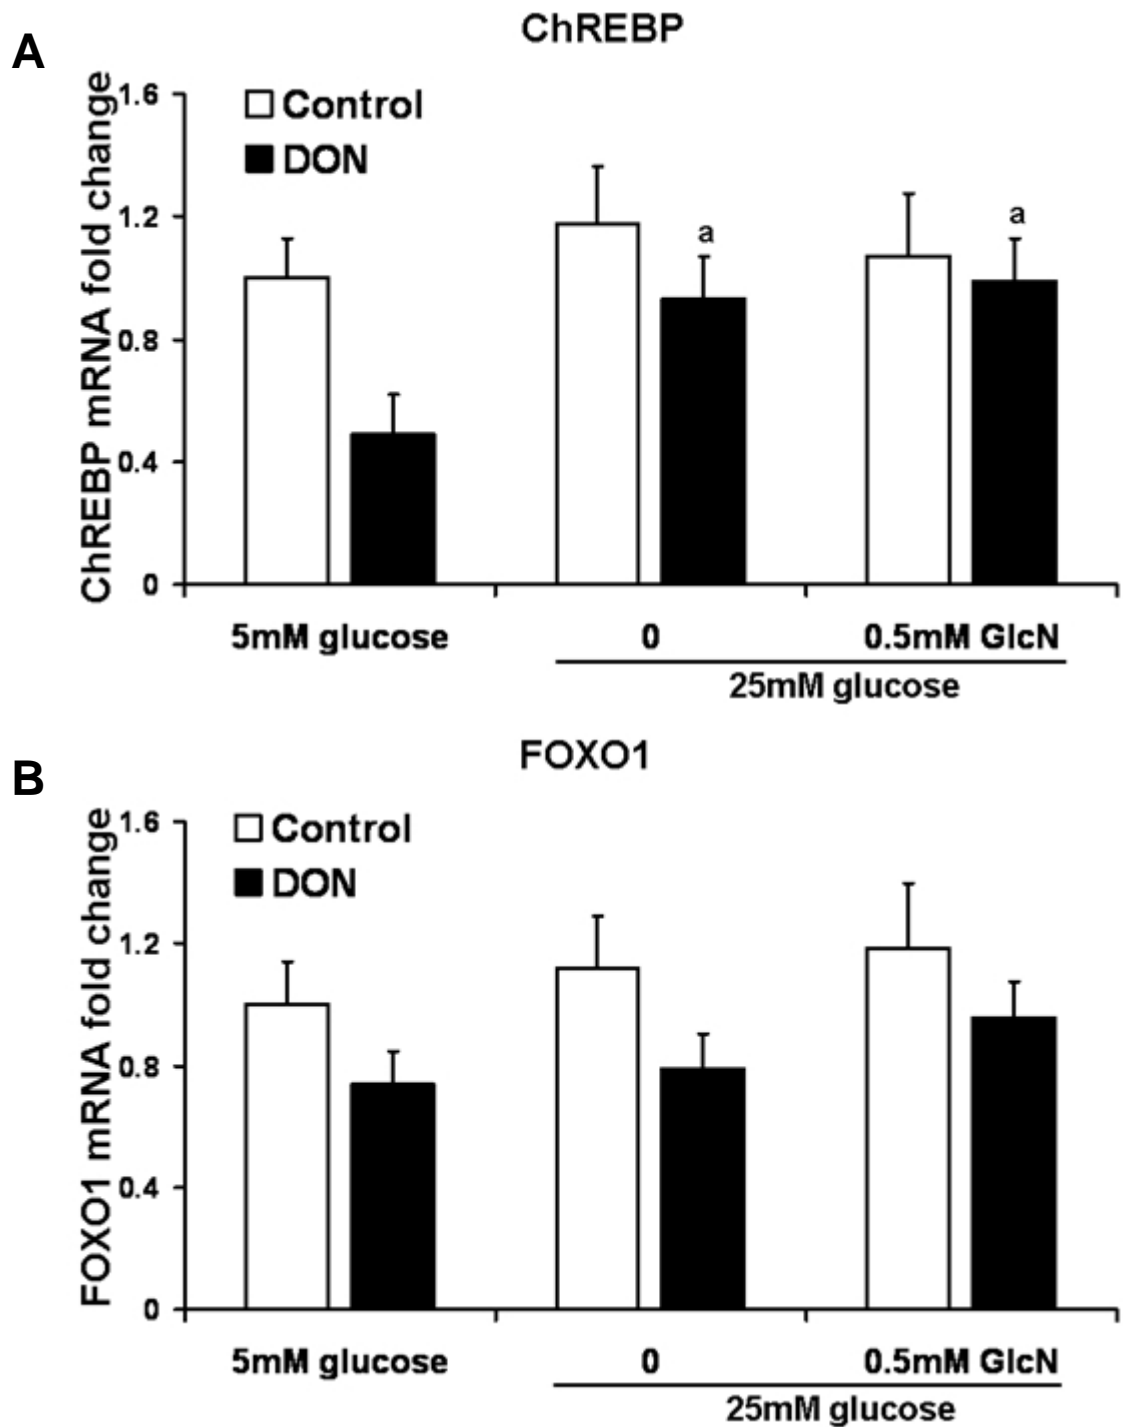 A
ChREBP
ChREBP mRNA fold change
1.6
1.2
0.8
0.4
0
Control
DON
a
a
5mM glucose
0
0.5mM GlcN
25mM glucose
B
FOXO1
FOXO1 mRNA fold change
1.6
1.2
0.8
0.4
0
Control
DON
5mM glucose
0
0.5mM GlcN
25mM glucose